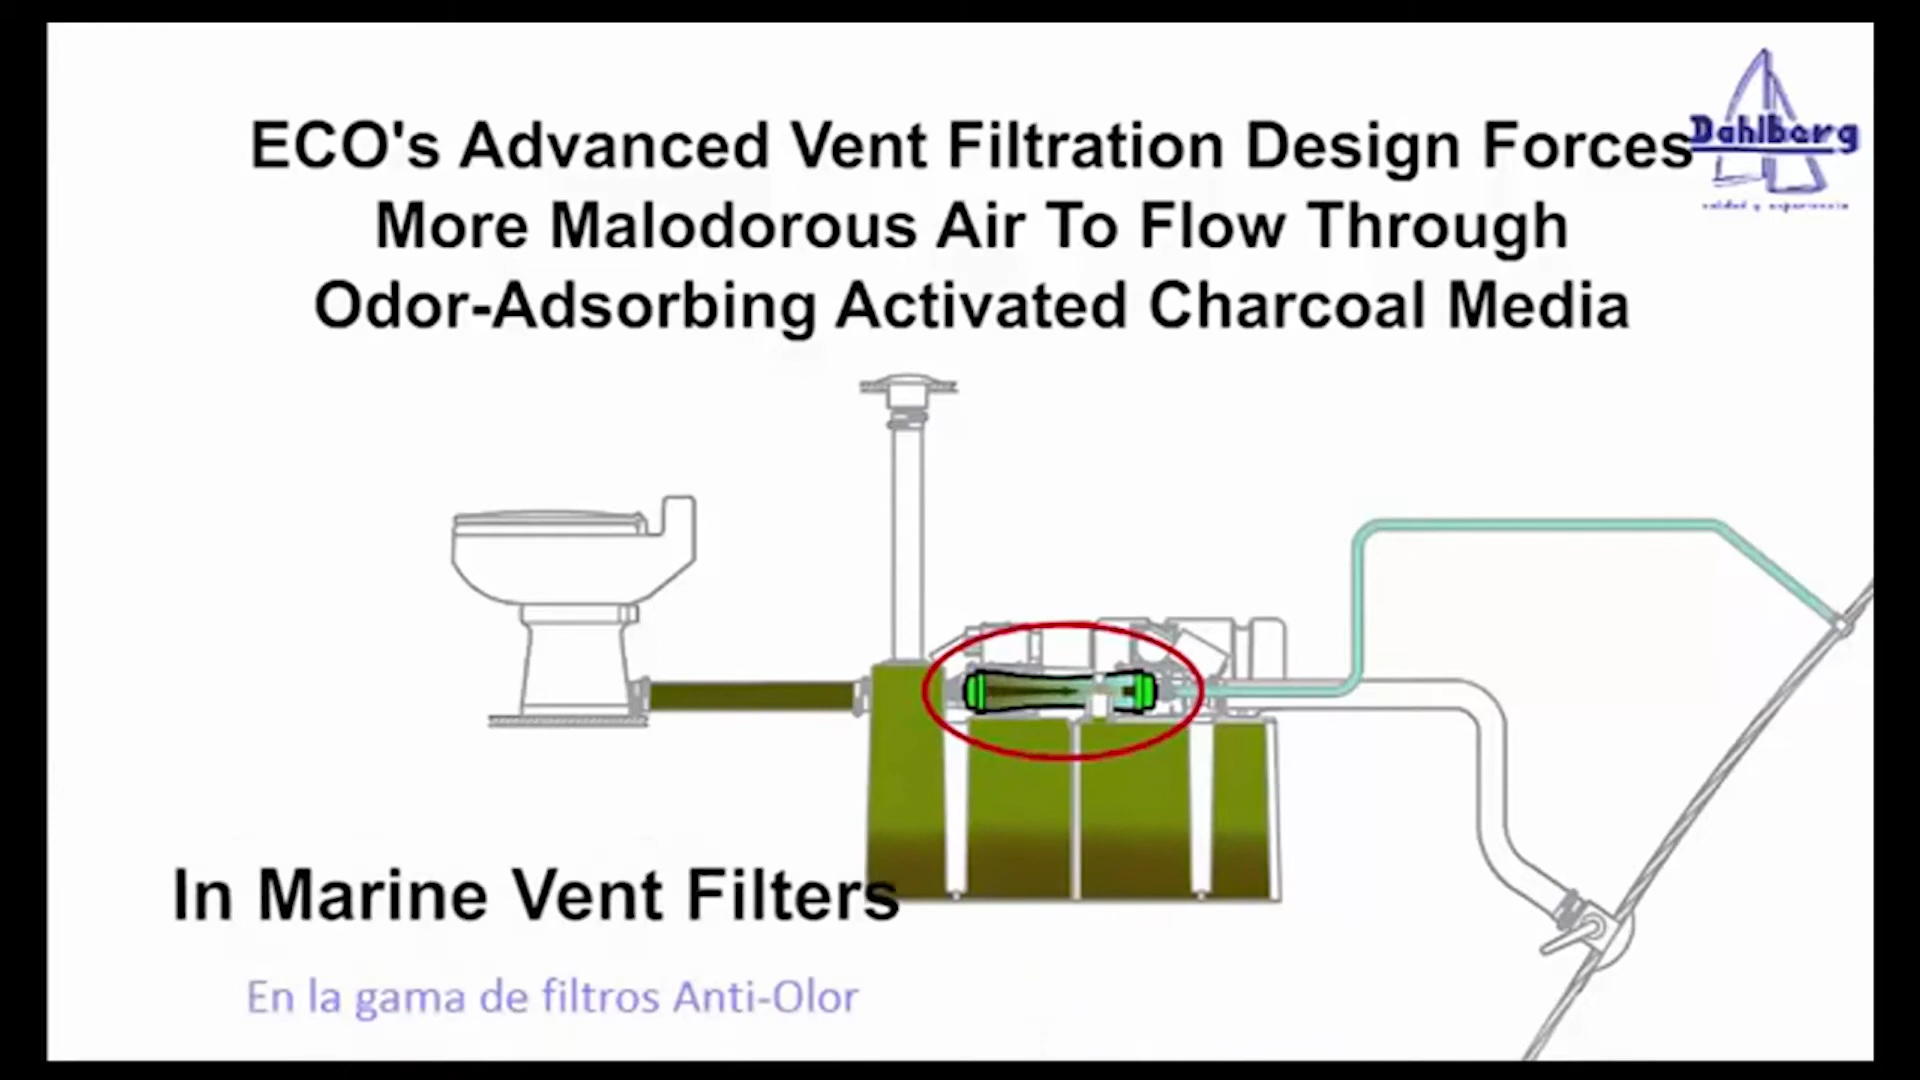 ECO's Advanced Vent Filtration Design Forces
More Malodorous Air To Flow Through
Odor-Adsorbing Activated Charcoal Media
Dahlberg
In Marine Vent Filters
En la gama de filtros Anti-Olor